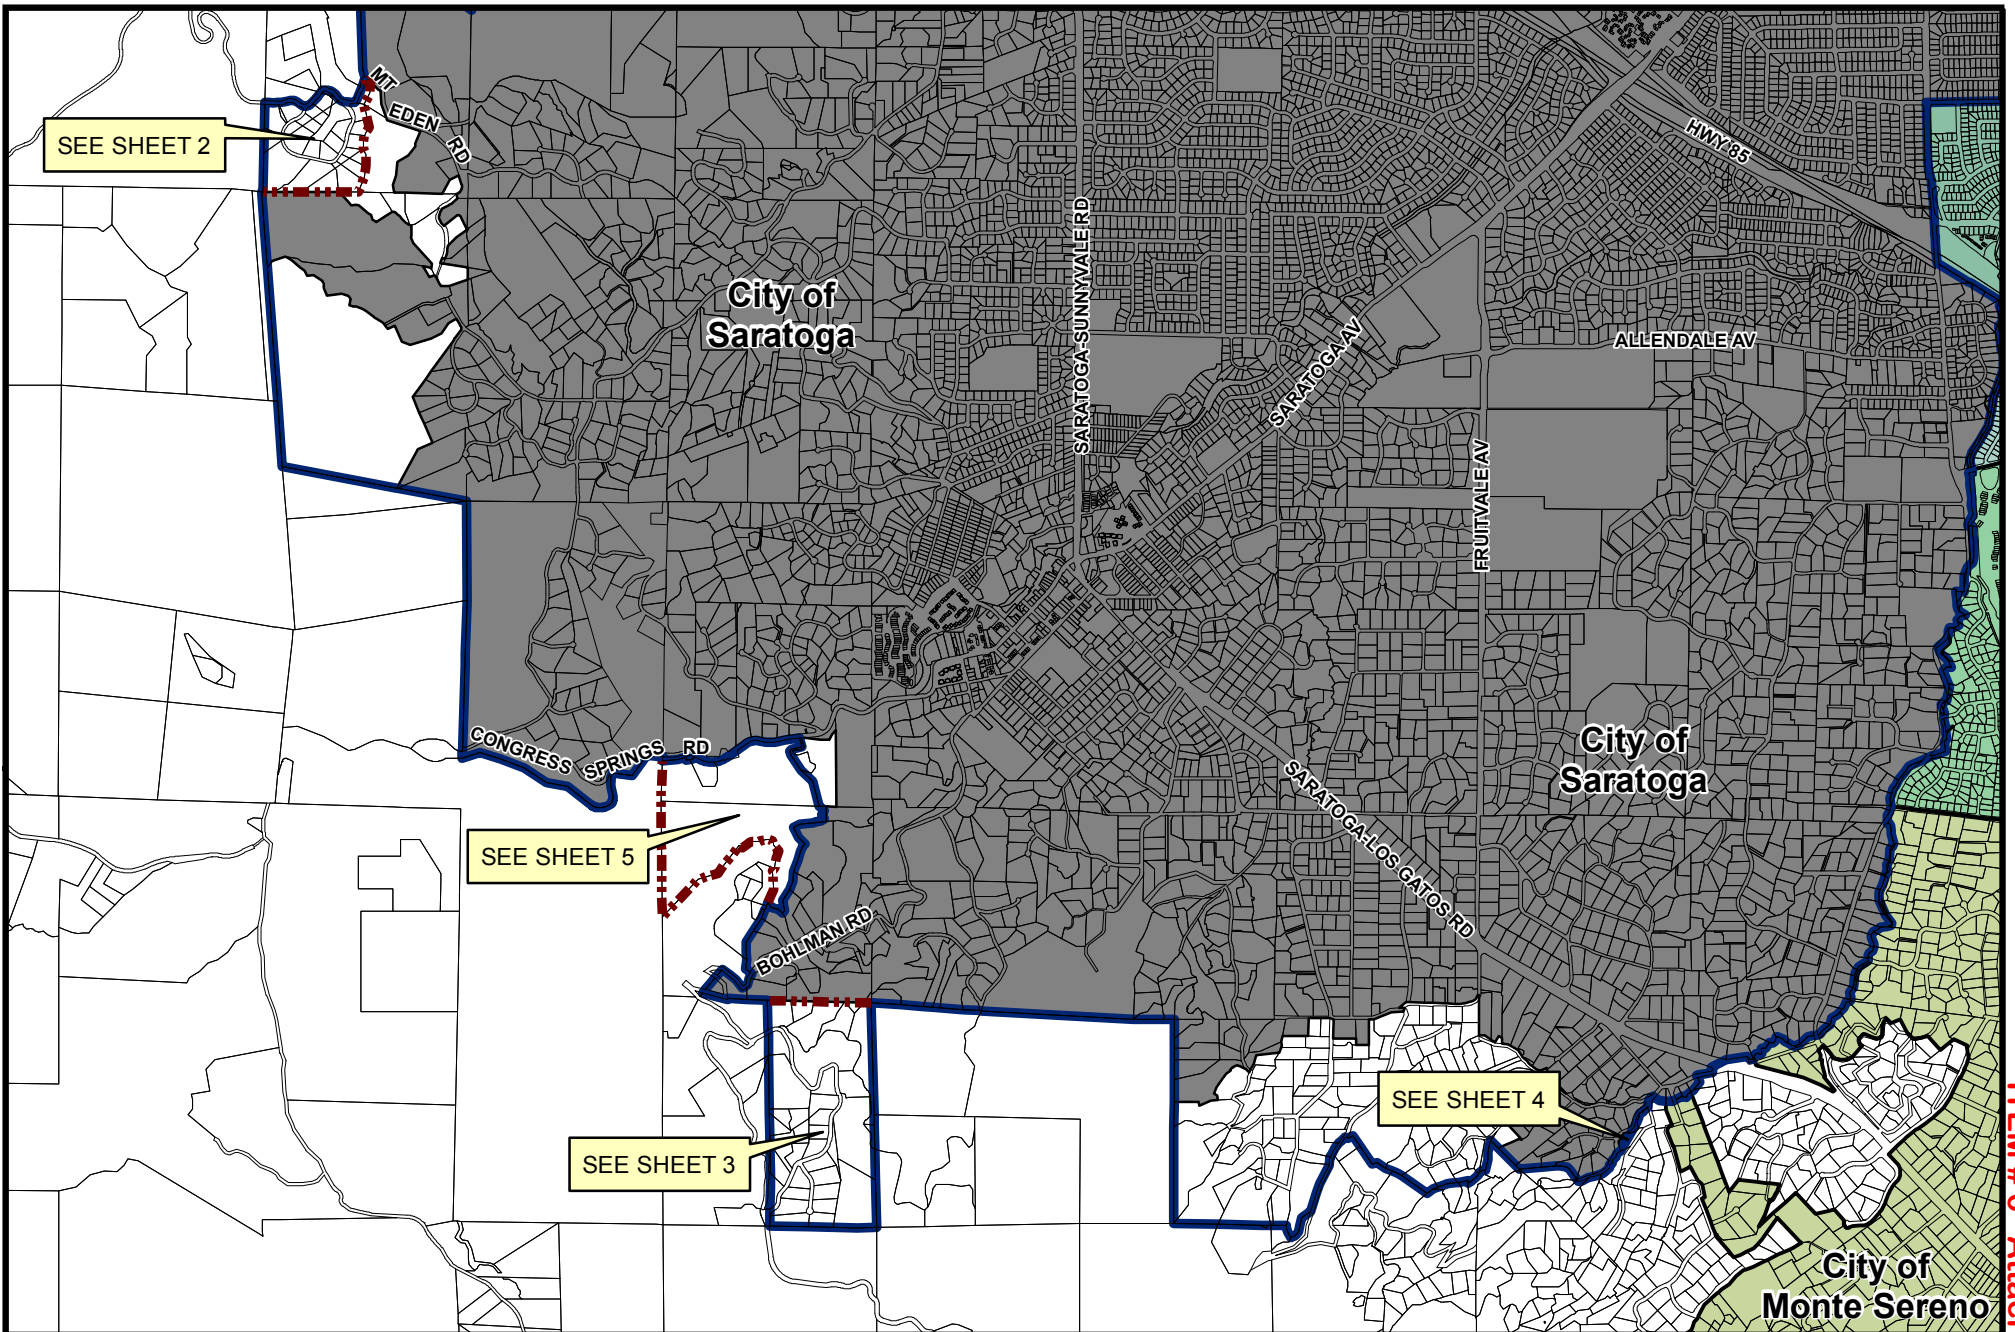 MT
EDEN
RD
SEE SHEET 2
HWY 85
City of
Saratoga
SARATOGA-SUNNYVALE RD
SARATOGA AV
ALLENDALE AV
FRUITVALE AV
CONGRESS SPRINGS RD
City of
Saratoga
SARATOGA-LOS GATOS RD
SEE SHEET 5
BOHLMAN RD
SEE SHEET 4
SEE SHEET 3
City of
Monte Sereno